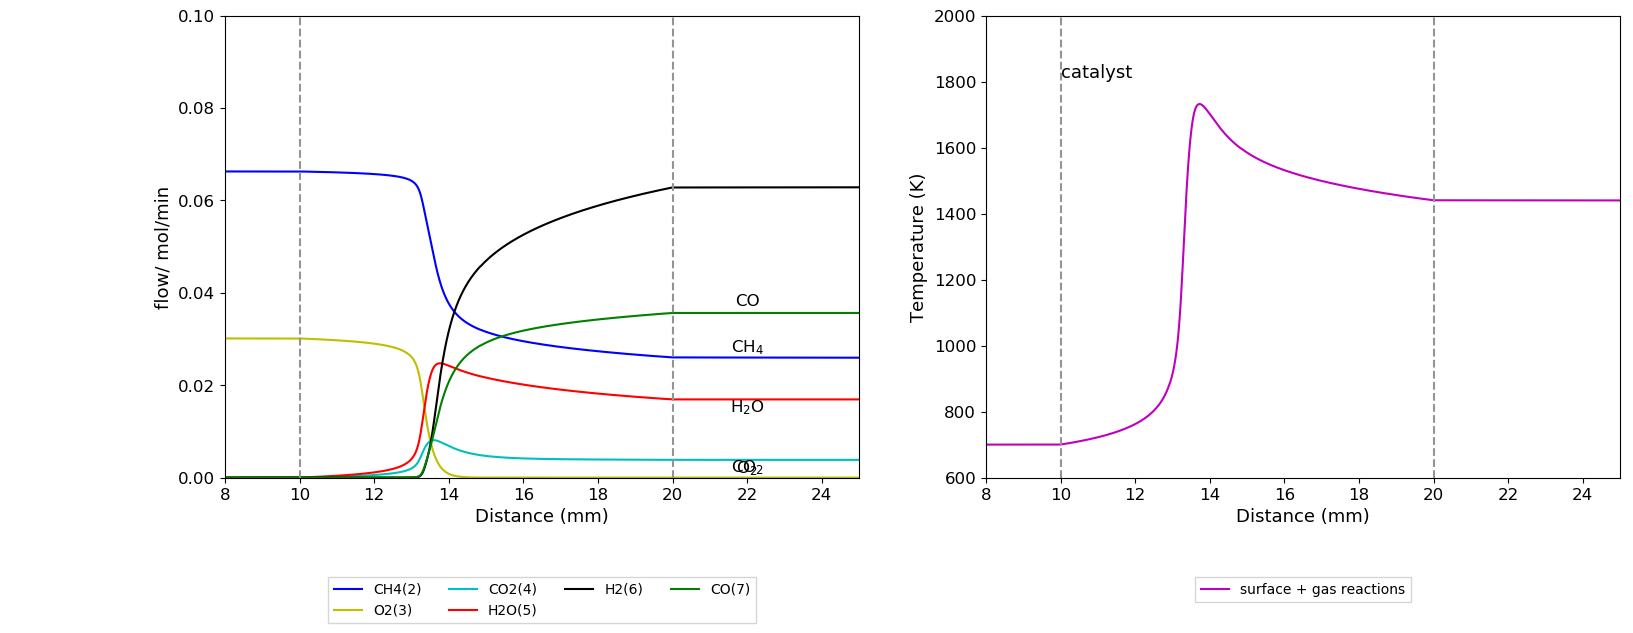 0.10
0.08
0.06
0.04
0.02
0.00
flow/ mol/min
8 10 12 14 16 18 20 22 24
Distance (mm)
CO
CH4
H2O
CO2
O2
CH4(2) CO2(4) H2(6) CO(7)
O2(3) H2O(5)
2000
1800
1600
1400
1200
1000
800
600
Temperature (K)
catalyst
8 10 12 14 16 18 20 22 24
Distance (mm)
surface + gas reactions